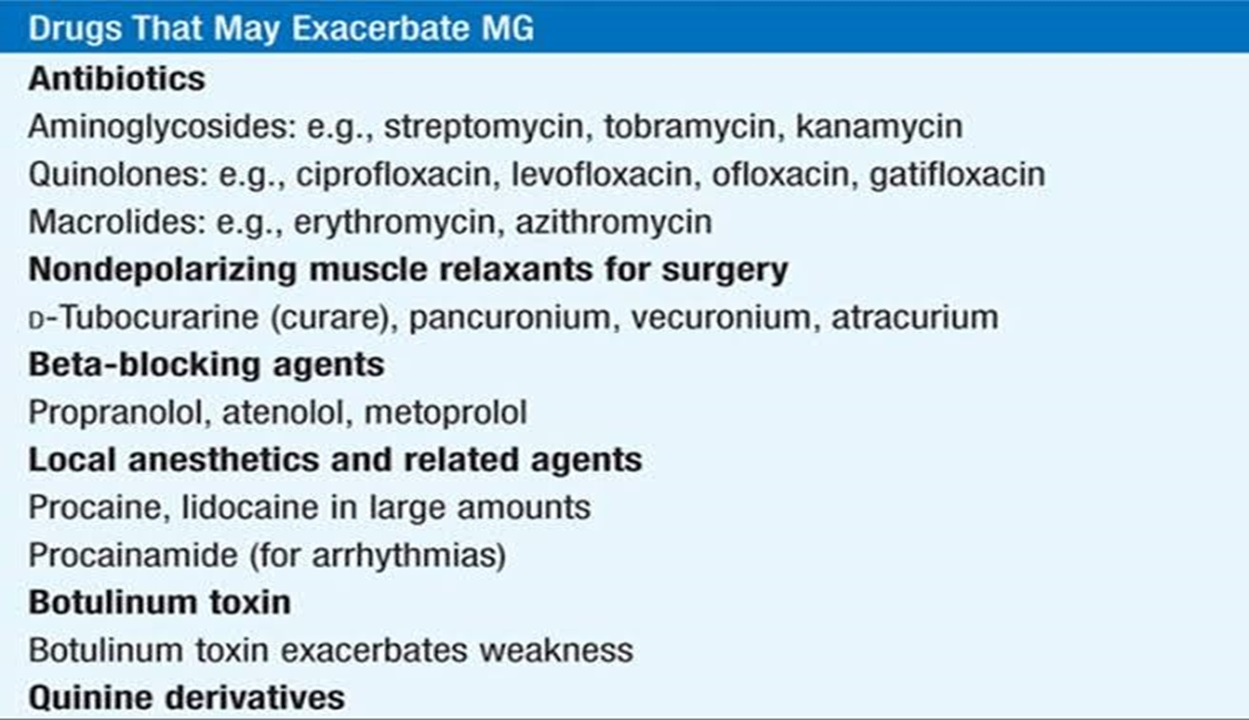 Drugs That May Exacerbate MG
Antibiotics
Aminoglycosides: e.g., streptomycin, tobramycin, kanamycin
Quinolones: e.g., ciprofloxacin, levofloxacin, ofloxacin, gatifloxacin
Macrolides: e.g., erythromycin, azithromycin
Nondepolarizing muscle relaxants for surgery
D-Tubocurarine (curare), pancuronium, vecuronium, atracurium
Beta-blocking agents
Propranolol, atenolol, metoprolol
Local anesthetics and related agents
Procaine, lidocaine in large amounts
Procainamide (for arrhythmias)
Botulinum toxin
Botulinum toxin exacerbates weakness
Quinine derivatives